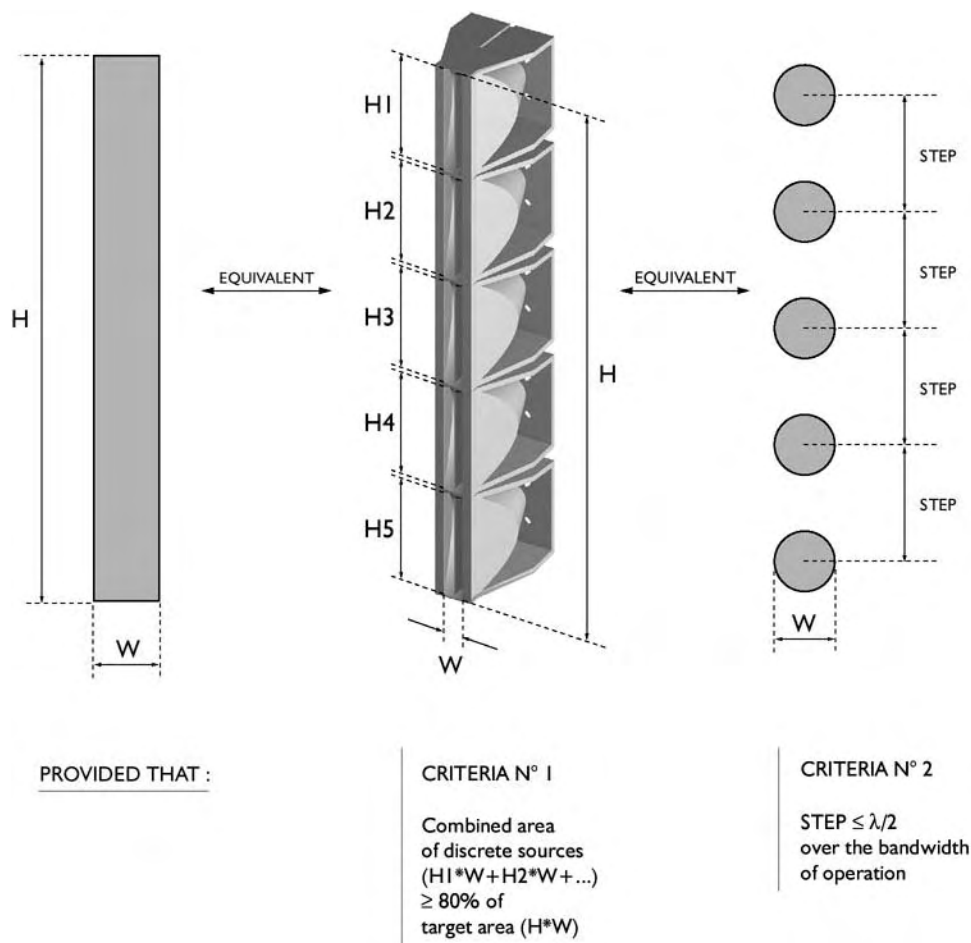 H
W
EQUIVALENT
H1
H2
H3
H4
H5
H
W
EQUIVALENT
STEP
STEP
STEP
STEP
W
PROVIDED THAT :
CRITERIA N° 1
Combined area
of discrete sources
(H1*W+H2*W+...)
≥ 80% of
target area (H*W)
CRITERIA N° 2
STEP ≤ λ/2
over the bandwidth
of operation